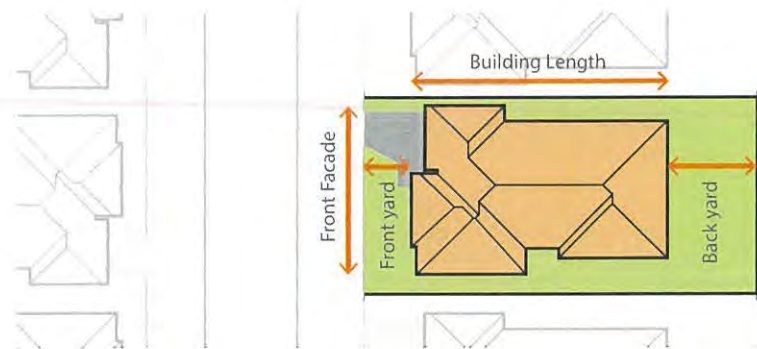 Building Length
Front Facade
Front yard
Back yard